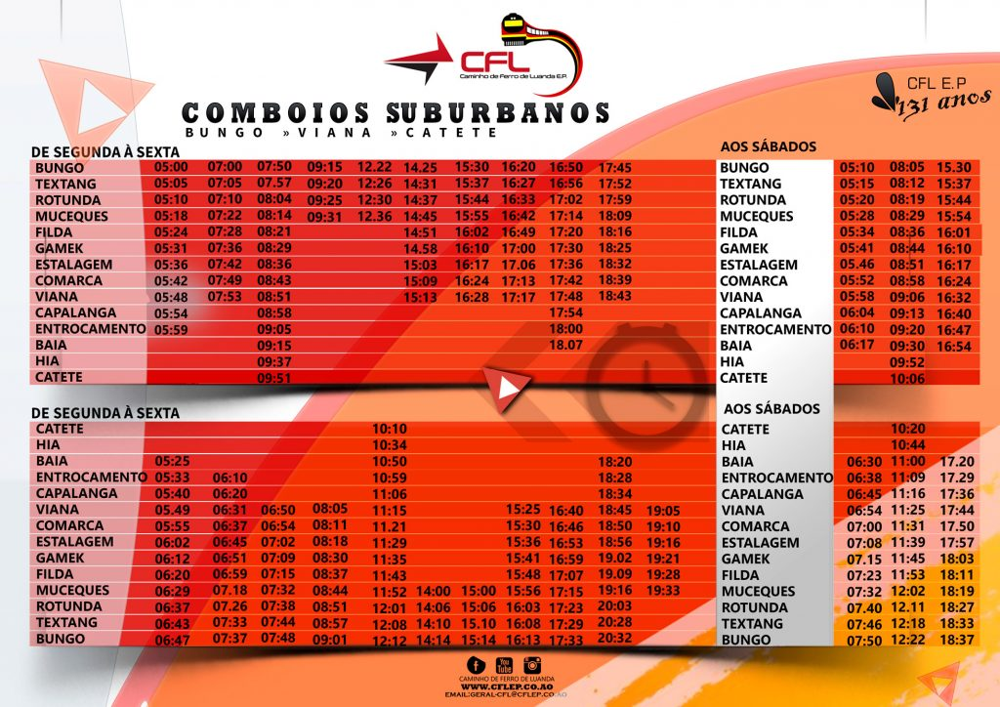 CFL
Caminho de Ferro de Luanda E.P.
CFL E.P
131 anos
COMBOIOS SUBURBANOS
BUNGO » VIANA » CATETE
DE SEGUNDA À SEXTA
BUNGO 05:00 07:00 07:50 09:15 12.22 14.25 15:30 16:20 16:50 17:45
TEXTANG 05:05 07:05 07.57 09:20 12:26 14:31 15:37 16:27 16:56 17:52
ROTUNDA 05:10 07:10 08:04 09:25 12:30 14:37 15:44 16:33 17:02 17:59
MUCEQUES 05:18 07:22 08:14 09:31 12.36 14:45 15:55 16:42 17:14 18:09
FILDA 05:24 07:28 08:21 14:51 16:02 16:49 17:20 18:16
GAMEK 05:31 07:36 08:29 14.58 16:10 17:00 17:30 18:25
ESTALAGEM 05:36 07:42 08:36 15:03 16:17 17.06 17:36 18:32
COMARCA 05:42 07:49 08:43 15:09 16:24 17:13 17:42 18:39
VIANA 05:48 07:53 08:51 15:13 16:28 17:17 17:48 18:43
CAPALANGA 05:54 08:58 17:54
ENTROCAMENTO 05:59 09:05 18:00
BAIA 09:15 18.07
HIA 09:37
CATETE 09:51
AOS SÁBADOS
BUNGO 05:10 08:05 15.30
TEXTANG 05:15 08:12 15:37
ROTUNDA 05:20 08:19 15:44
MUCEQUES 05:28 08:29 15:54
FILDA 05:34 08:36 16:01
GAMEK 05:41 08:44 16:10
ESTALAGEM 05.46 08:51 16:17
COMARCA 05:52 08:58 16:24
VIANA 05:58 09:06 16:32
CAPALANGA 06:04 09:13 16:40
ENTROCAMENTO 06:10 09:20 16:47
BAIA 06:17 09:30 16:54
HIA 09:52
CATETE 10:06
DE SEGUNDA À SEXTA
CATETE 10:10
HIA 10:34
BAIA 05:25 10:50 18:20
ENTROCAMENTO 05:33 06:10 10:59 18:28
CAPALANGA 05:40 06:20 11:06 18:34
VIANA 05.49 06:31 06:50 08:05 11:15 15:25 16:40 18:45 19:05
COMARCA 05:55 06:37 06:54 08:11 11.21 15:30 16:46 18:50 19:10
ESTALAGEM 06:02 06:45 07:02 08:18 11:29 15:36 16:53 18:56 19:16
GAMEK 06:12 06:51 07:09 08:30 11:35 15:41 16:59 19.02 19:21
FILDA 06:20 06:59 07:15 08:37 11:43 15:48 17:07 19.09 19:28
MUCEQUES 06:29 07.18 07:32 08:44 11:52 14:00 15:00 15:56 17:15 19:16 19:33
ROTUNDA 06:37 07.26 07:38 08:51 12:01 14:06 15:06 16:03 17:23 20:03
TEXTANG 06:43 07:33 07:44 08:57 12:08 14:10 15.10 16:08 17:29 20:28
BUNGO 06:47 07:37 07:48 09:01 12:12 14:14 15:14 16:13 17:33 20:32
AOS SÁBADOS
CATETE 10:20
HIA 10:44
BAIA 06:30 11:00 17.20
ENTROCAMENTO 06:38 11:09 17.29
CAPALANGA 06:45 11:16 17:36
VIANA 06:54 11:25 17:44
COMARCA 07:00 11:31 17.50
ESTALAGEM 07:08 11:39 17:57
GAMEK 07.15 11:45 18:03
FILDA 07:23 11:53 18:11
MUCEQUES 07:32 12:02 18:19
ROTUNDA 07.40 12.11 18:27
TEXTANG 07:46 12:18 18:33
BUNGO 07:50 12:22 18:37
You Tube
CAMINHO DE FERRO DE LUANDA
WWW.CFLEP.CO.AO
EMAIL:GERAL-CFL@CFLEP.CO.AO